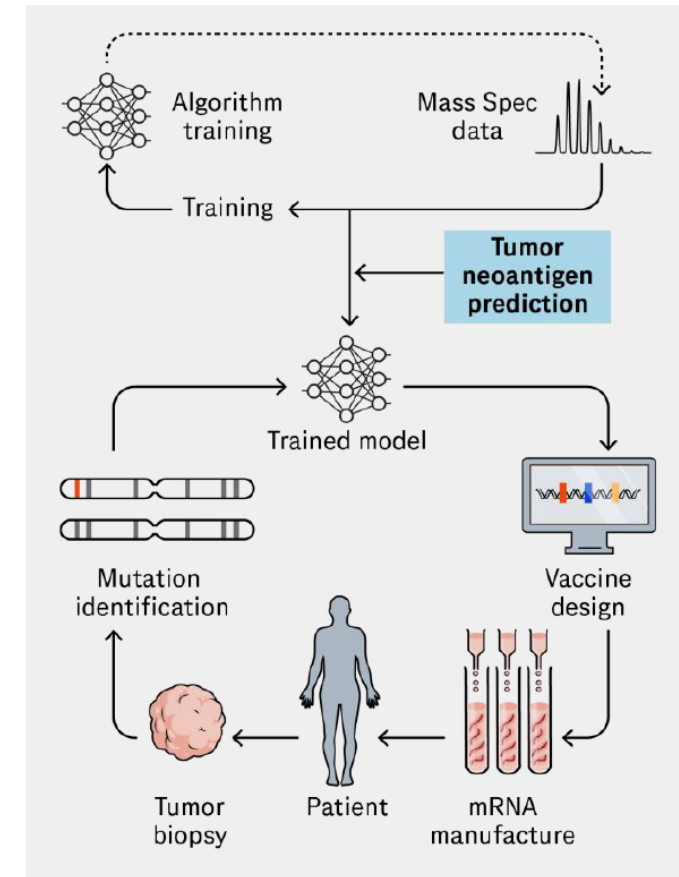 Algorithm
training
Mass Spec
data
Training
Tumor
neoantigen
prediction
Trained model
Mutation
identification
Vaccine
design
Tumor
biopsy
Patient
mRNA
manufacture